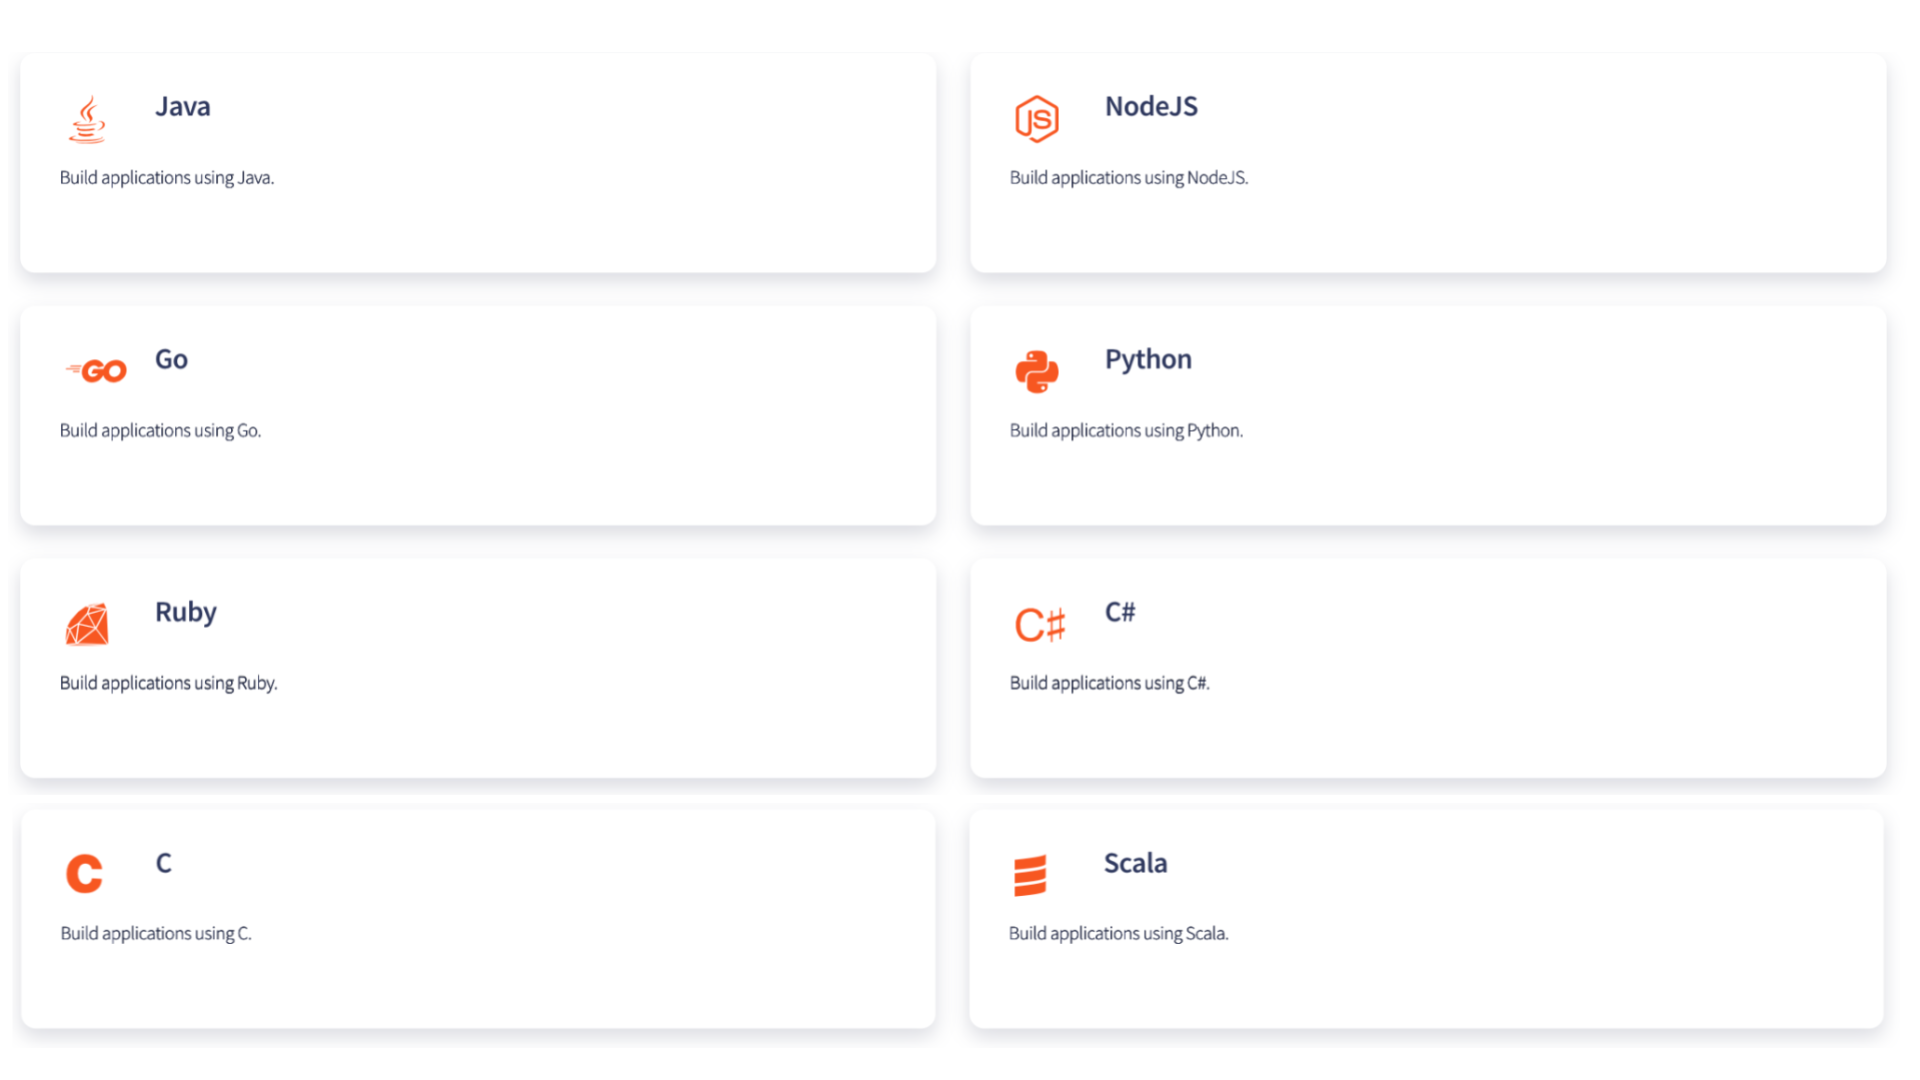 Java
Build applications using Java.
JS
NodeJS
Build applications using NodeJS.
GO
Go
Build applications using Go.
Python
Build applications using Python.
Ruby
Build applications using Ruby.
C♯
C#
Build applications using C#.
C
C
Build applications using C.
Scala
Build applications using Scala.